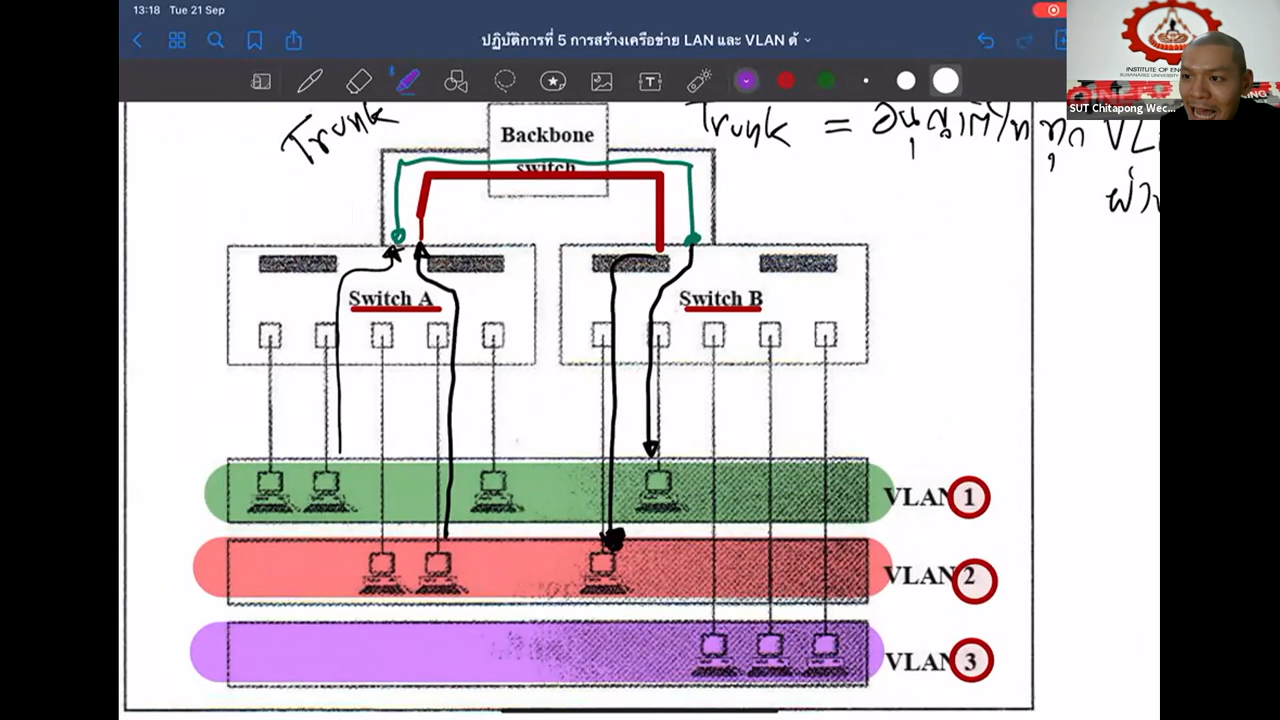 13:18 Tue 21 Sep
ปฏิบัติการที่ 5 การสร้างเครือข่าย LAN และ VLAN ด้
INSTITUTE OF EN
SUT Chitapong Wec...
Trunk
Trunk = อนุญาตให้ทุก VL
ผ่าน
Backbone
switch
Switch A
Switch B
VLAN 1
VLAN 2
VLAN 3